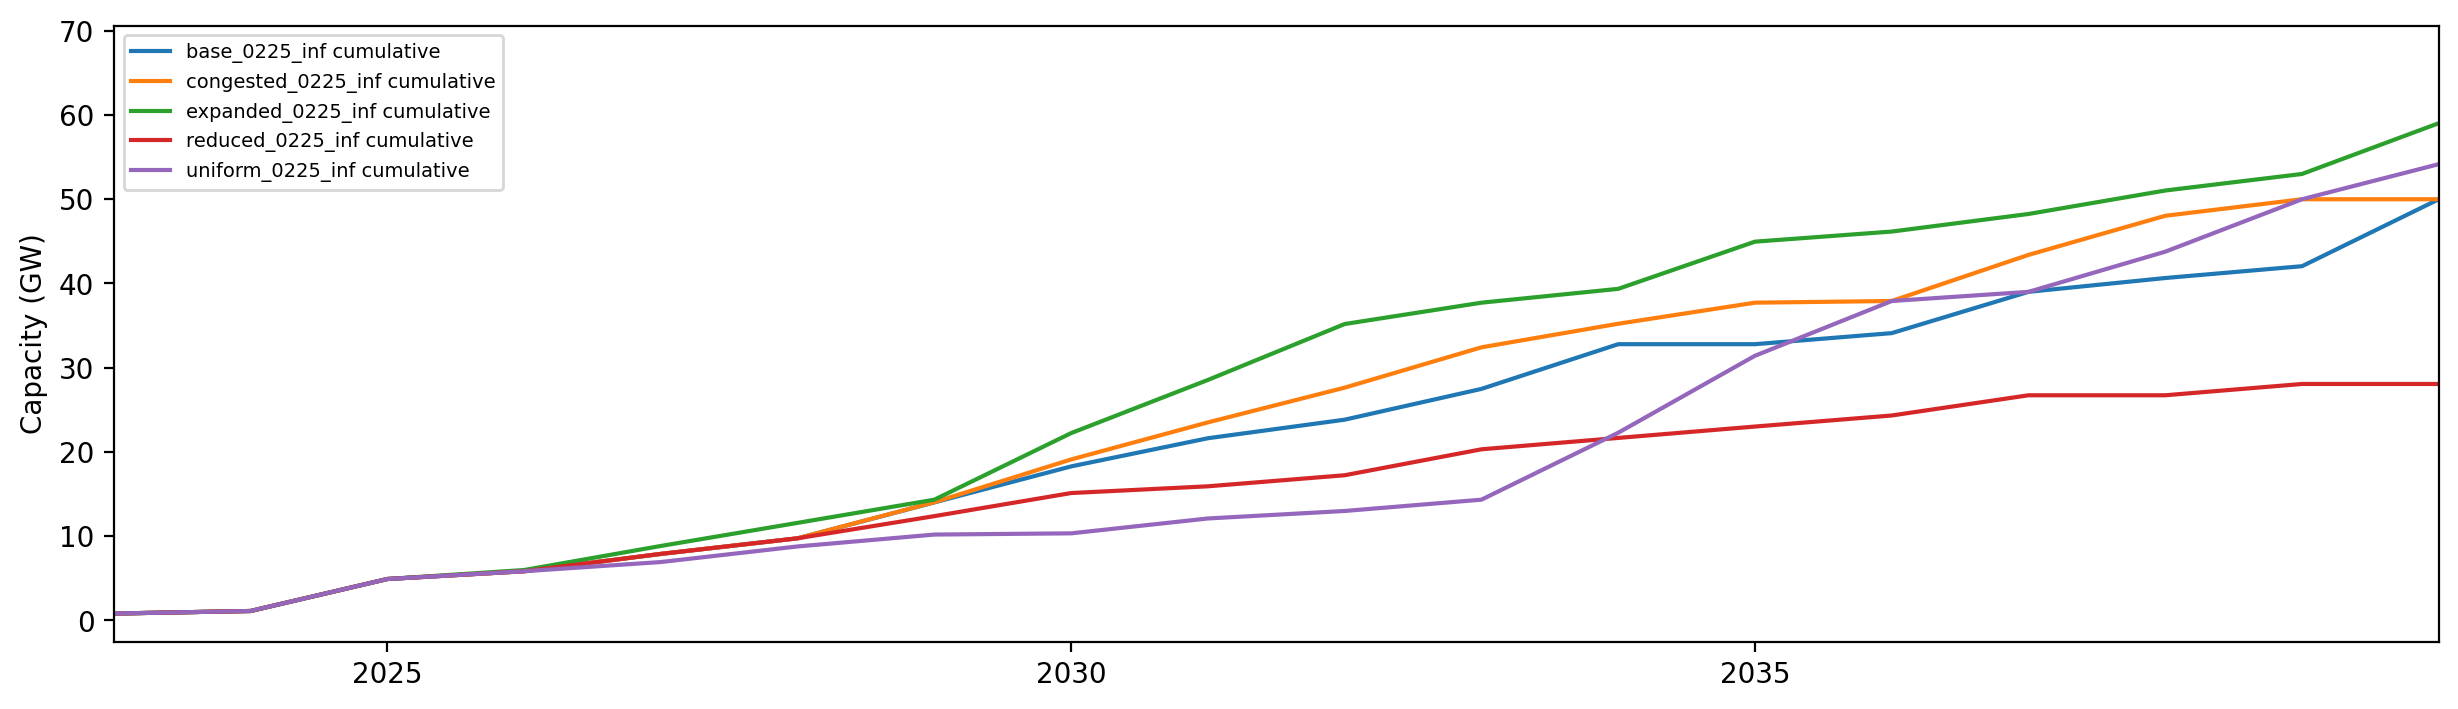 70
60
50
40
30
20
10
0
Capacity (GW)
base_0225_inf cumulative
congested_0225_inf cumulative
expanded_0225_inf cumulative
reduced_0225_inf cumulative
uniform_0225_inf cumulative
2025
2030
2035